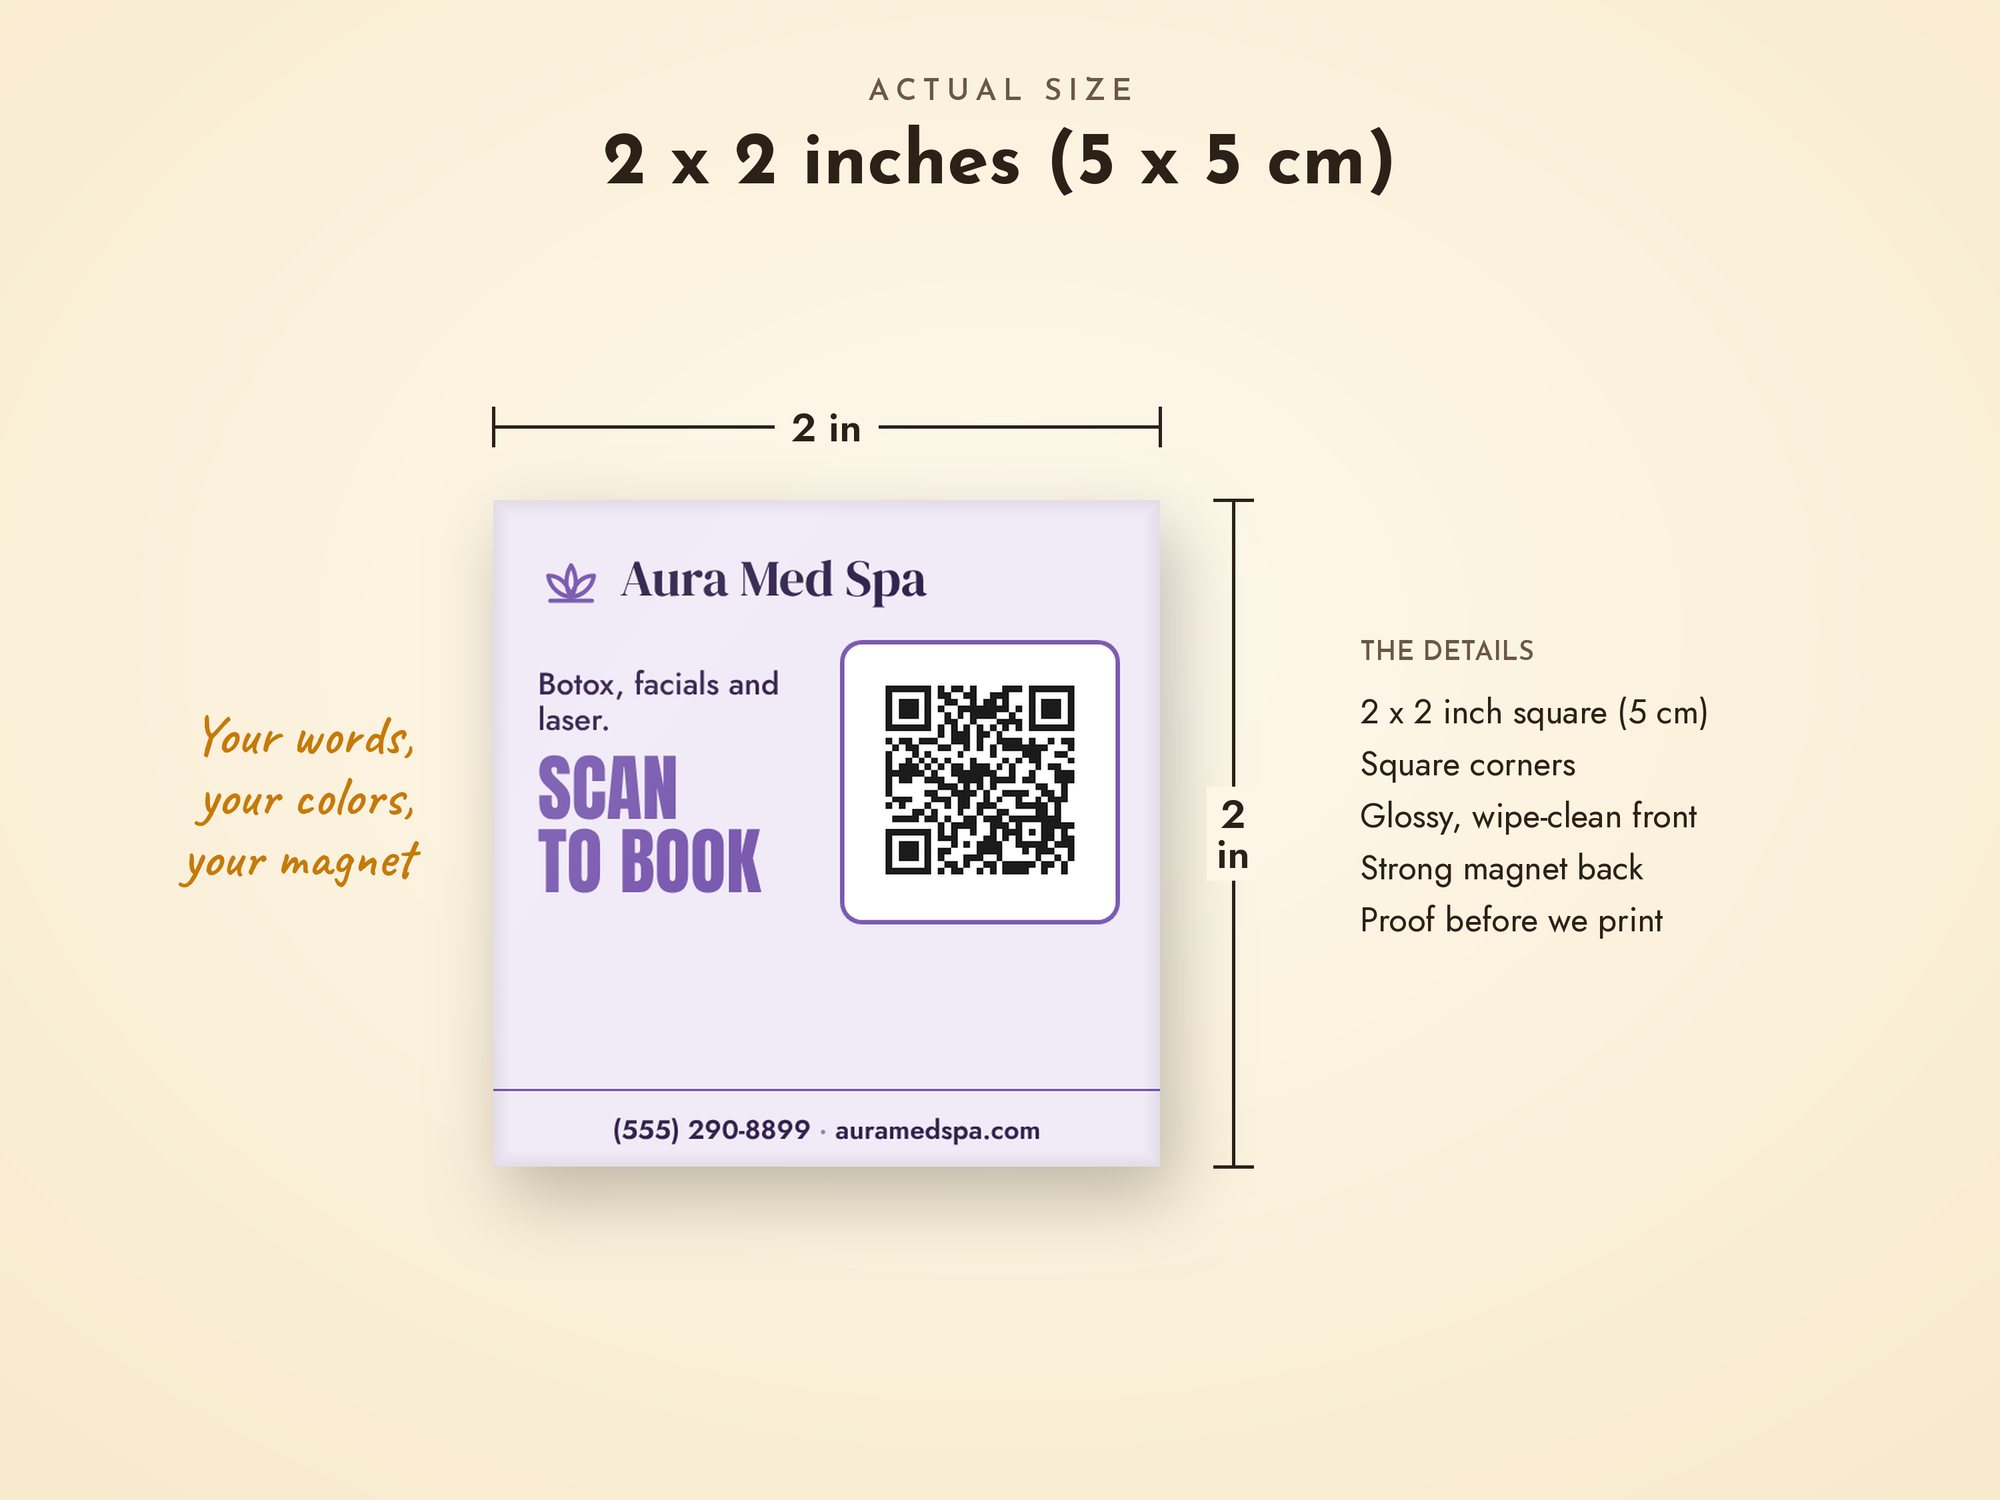 ACTUAL SIZE
2 x 2 inches (5 x 5 cm)
2 in
Aura Med Spa
Botox, facials and
laser.
SCAN
TO BOOK
(555) 290-8899 · auramedspa.com
2
in
Your words,
your colors,
your magnet
THE DETAILS
2 x 2 inch square (5 cm)
Square corners
Glossy, wipe-clean front
Strong magnet back
Proof before we print